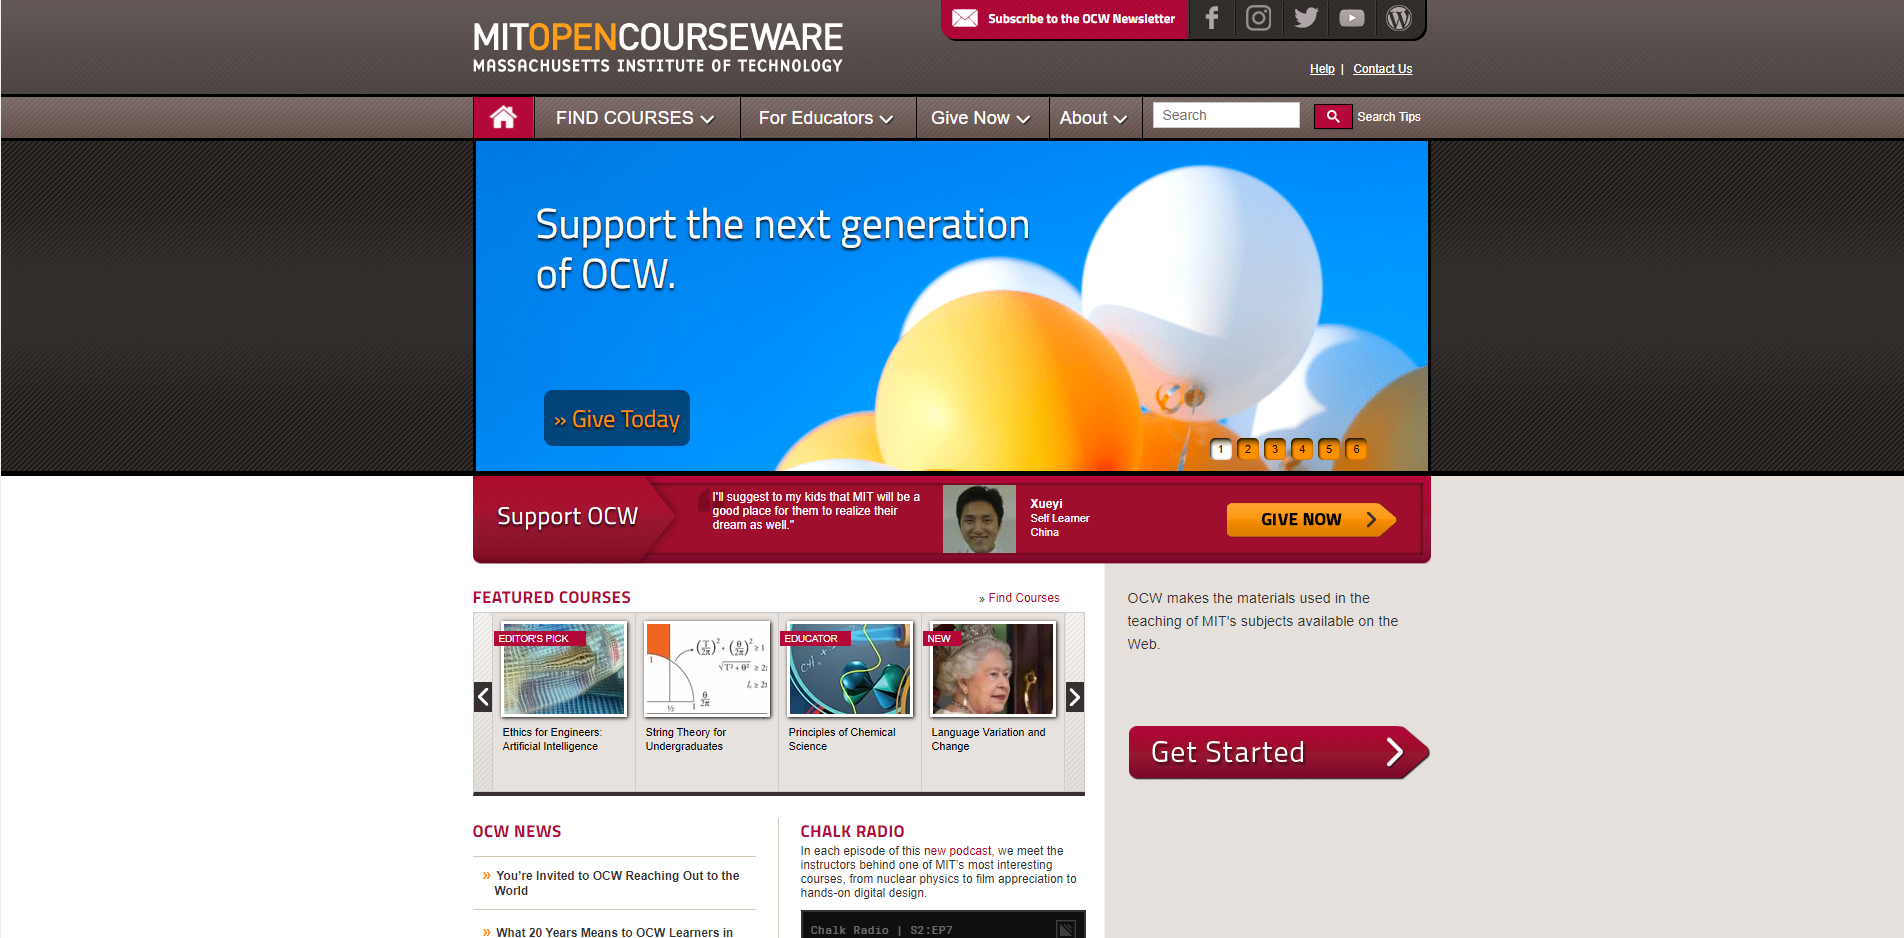 Subscribe to the OCW Newsletter
MITOPENCOURSEWARE
MASSACHUSETTS INSTITUTE OF TECHNOLOGY
Help | Contact Us
FIND COURSES
For Educators
Give Now
About
Search
Search Tips
Support the next generation
of OCW.
» Give Today
1 2 3 4 5 6
Support OCW
I'll suggest to my kids that MIT will be a
good place for them to realize their
dream as well."
Xueyi
Self Learner
China
GIVE NOW
FEATURED COURSES
» Find Courses
EDITOR'S PICK
Ethics for Engineers:
Artificial Intelligence
String Theory for
Undergraduates
EDUCATOR
Principles of Chemical
Science
NEW
Language Variation and
Change
OCW makes the materials used in the
teaching of MIT's subjects available on the
Web.
Get Started
OCW NEWS
» You're Invited to OCW Reaching Out to the
World
» What 20 Years Means to OCW Learners in
CHALK RADIO
In each episode of this new podcast, we meet the
instructors behind one of MIT's most interesting
courses, from nuclear physics to film appreciation to
hands-on digital design.
Chalk Radio | S2:EP7